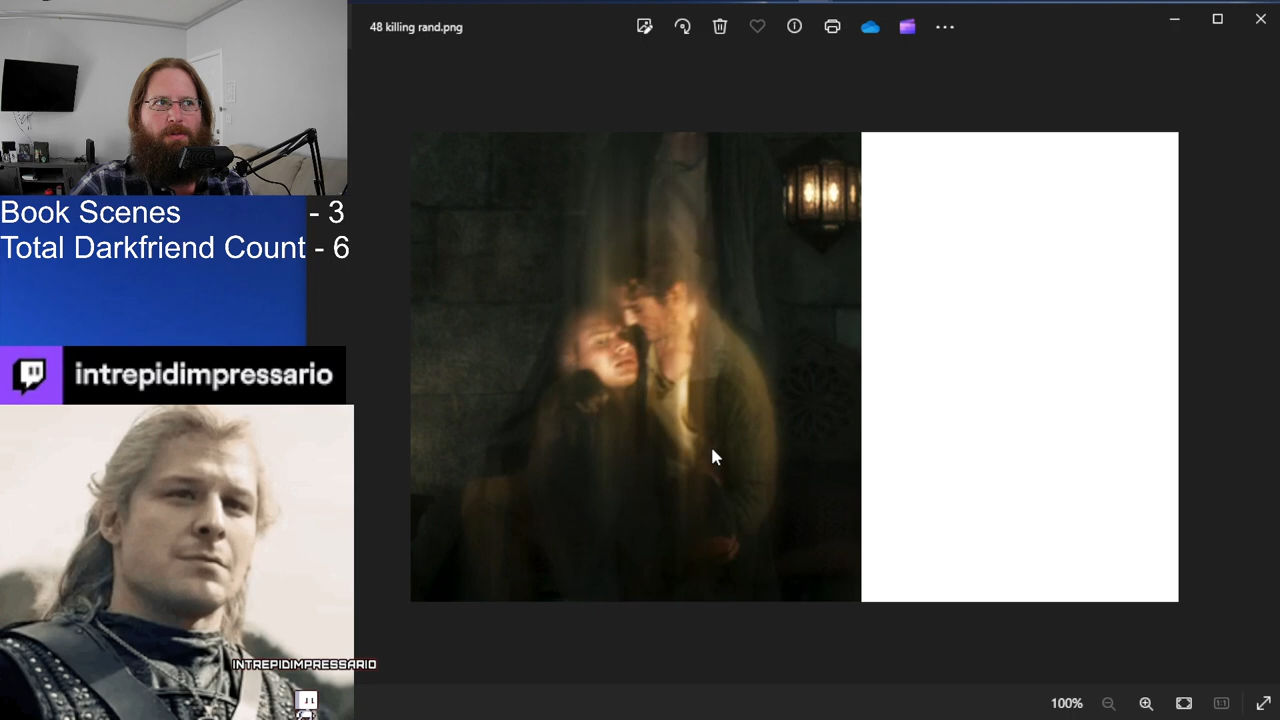 48 killing rand.png
Book Scenes - 3
Total Darkfriend Count - 6
intrepidimpressario
INTREPIDIMPRESSARIO
100%